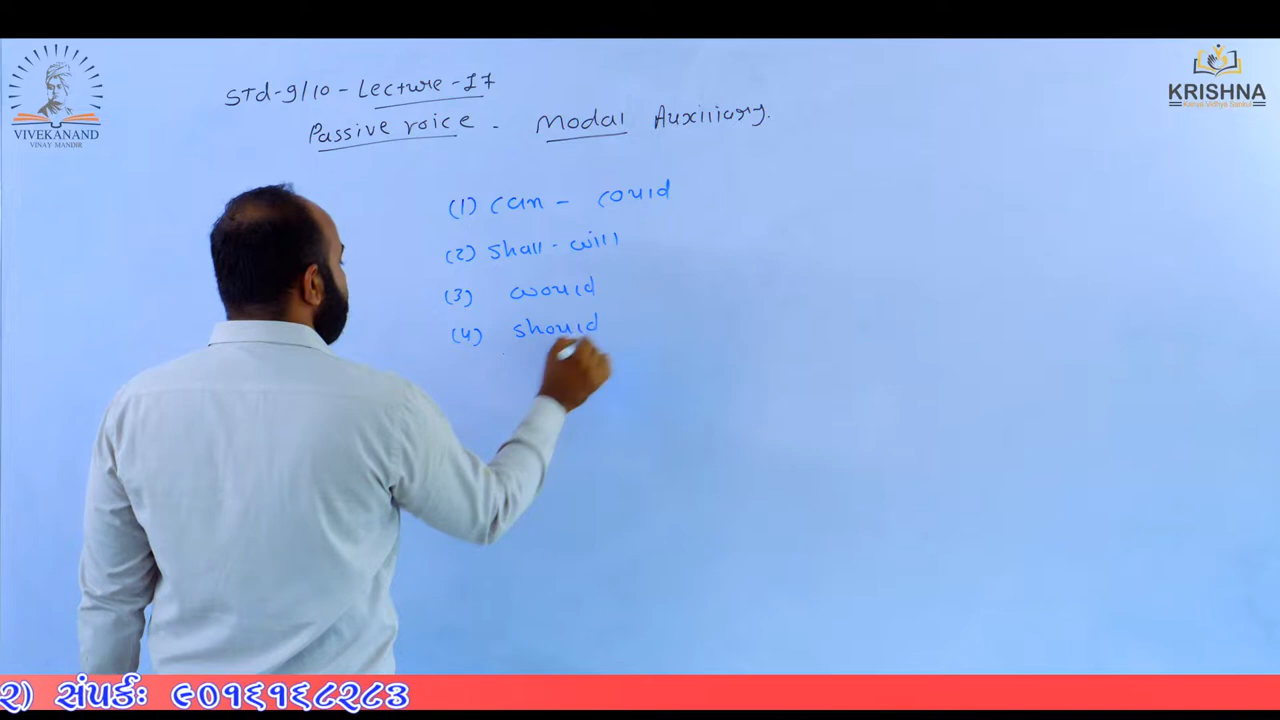 VIVEKANAND
VINAY MANDIR
KRISHNA
STd-9/10 - Lecture - 17
Passive voice - Modal Auxiliary.
(1) can - could
(2) shall - will
(3) would
(4) should
૨) સંપર્કઃ ૯૦૧૬૧૬૮૨૮૩